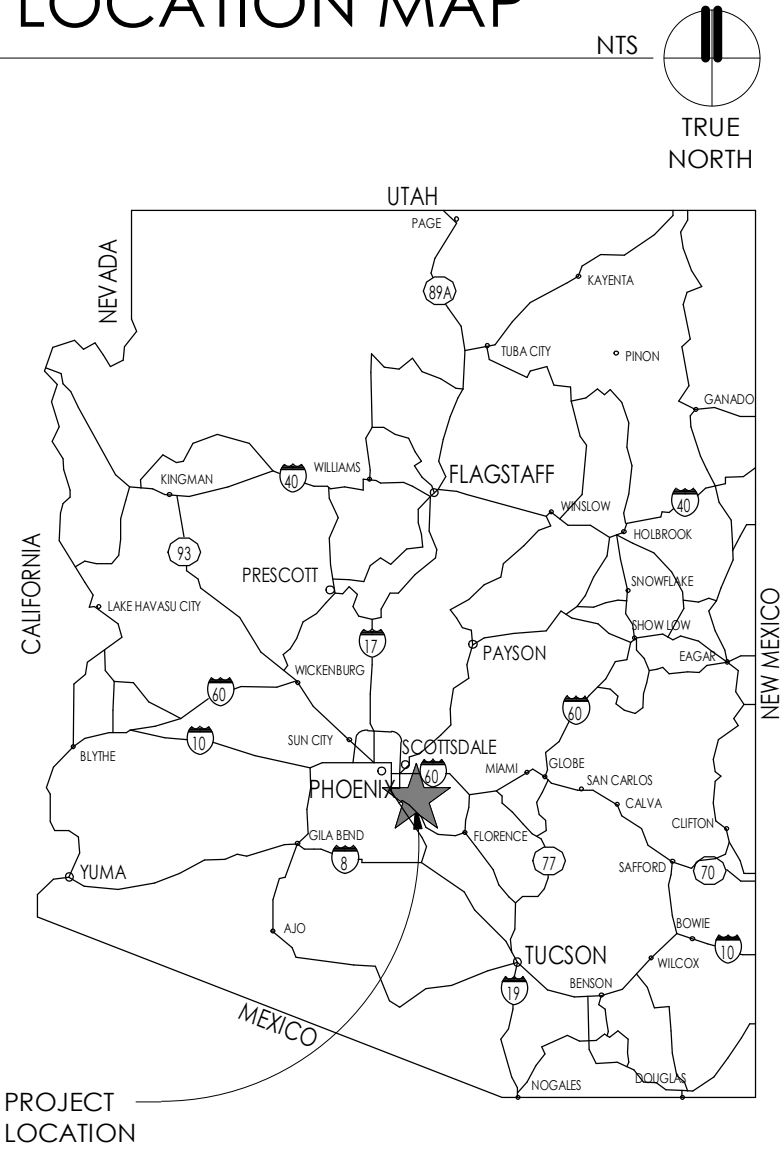 LOCATION MAP
NTS
TRUE
NORTH
UTAH
PAGE
NEVADA
89A
KAYENTA
TUBA CITY
PINON
GANADO
KINGMAN
40
WILLIAMS
FLAGSTAFF
WINSLOW
40
HOLBROOK
93
CALIFORNIA
PRESCOTT
SNOWFLAKE
LAKE HAVASU CITY
17
SHOW LOW
PAYSON
EAGAR
NEW MEXICO
WICKENBURG
60
60
10
SUN CITY
SCOTTSDALE
BLYTHE
60
MIAMI
GLOBE
PHOENIX
SAN CARLOS
CALVA
CLIFTON
GILA BEND
FLORENCE
8
77
SAFFORD
70
YUMA
AJO
BOWIE
10
TUCSON
WILCOX
BENSON
19
MEXICO
DOUGLAS
NOGALES
PROJECT
LOCATION